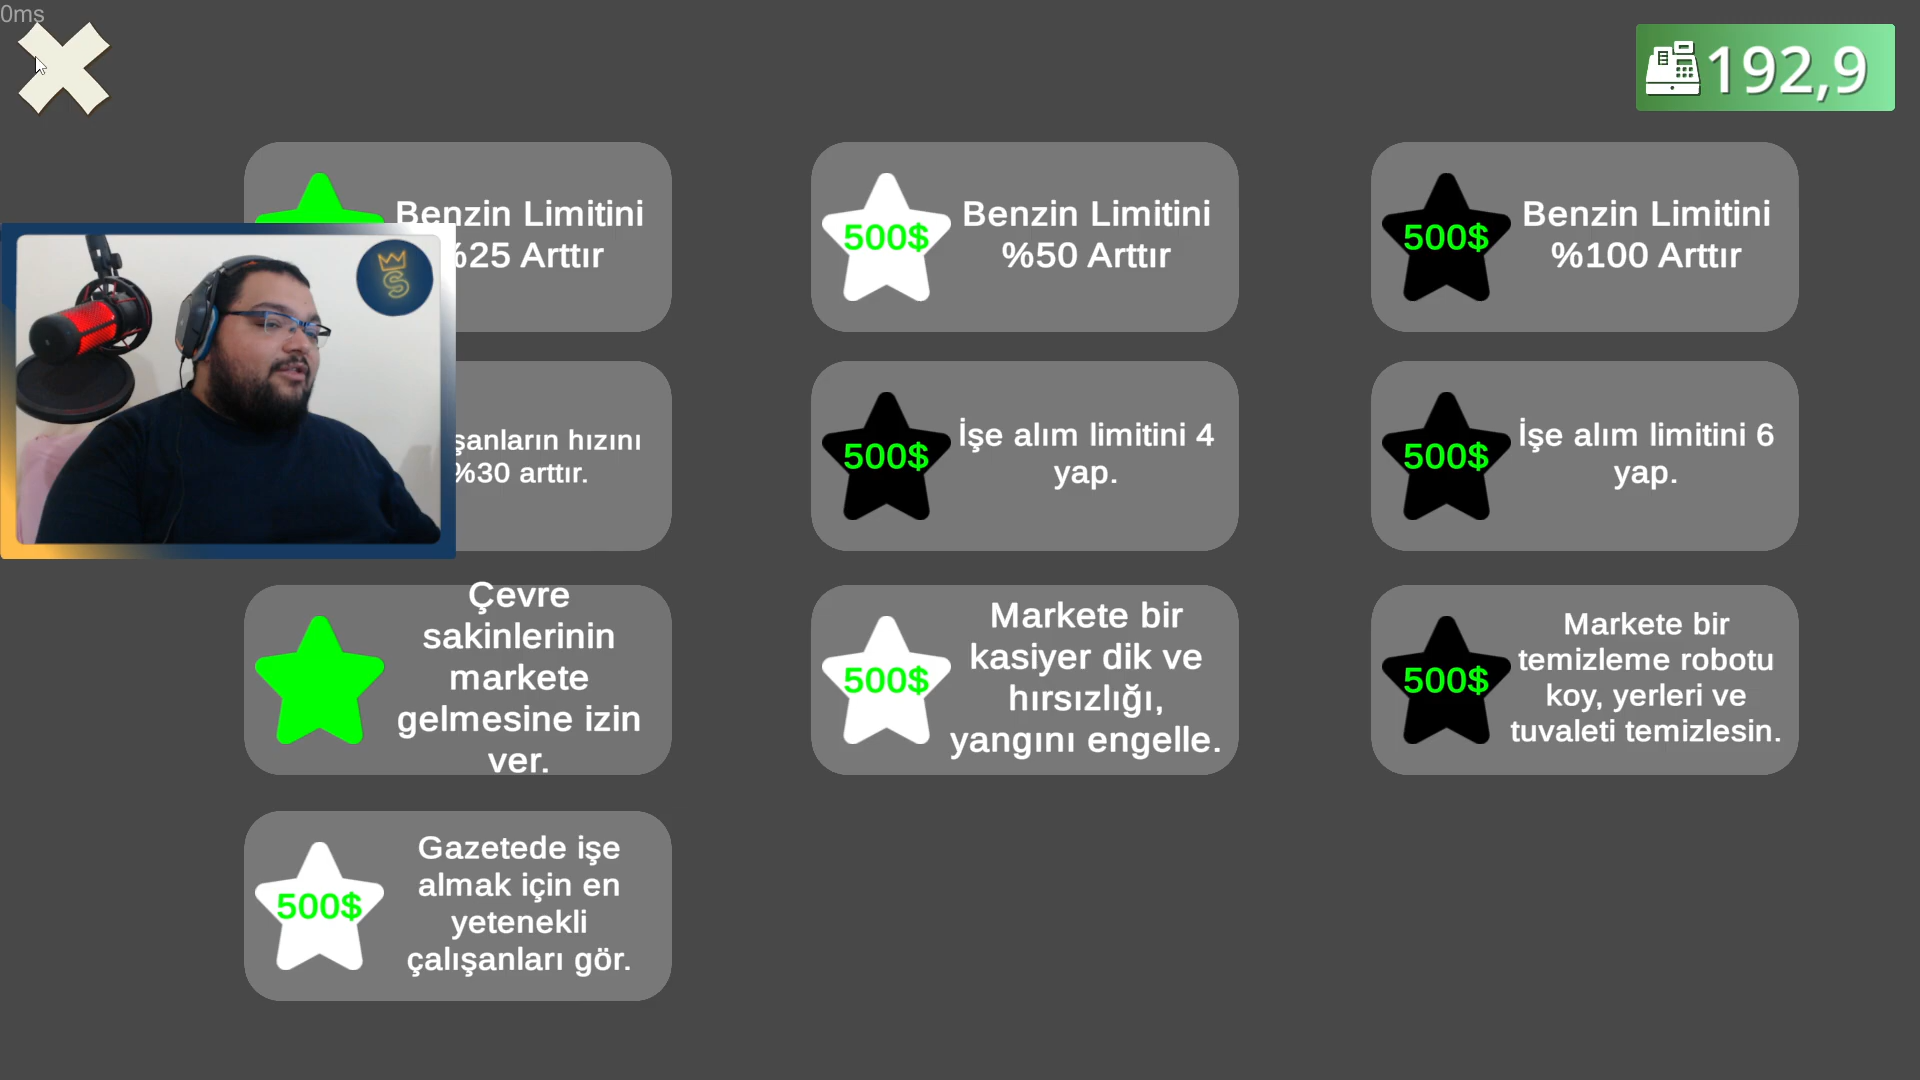 0ms
192,9
Benzin Limitini
%25 Arttır
500$
Benzin Limitini
%50 Arttır
500$
Benzin Limitini
%100 Arttır
hızını
%30 arttır.
500$
İşe alım limitini 4
yap.
500$
İşe alım limitini 6
yap.
Çevre
sakinlerinin
markete
gelmesine izin
ver.
500$
Markete bir
kasiyer dik ve
hırsızlığı,
yangını engelle.
500$
Markete bir
temizleme robotu
koy, yerleri ve
tuvaleti temizlesin.
500$
Gazetede işe
almak için en
yetenekli
çalışanları gör.